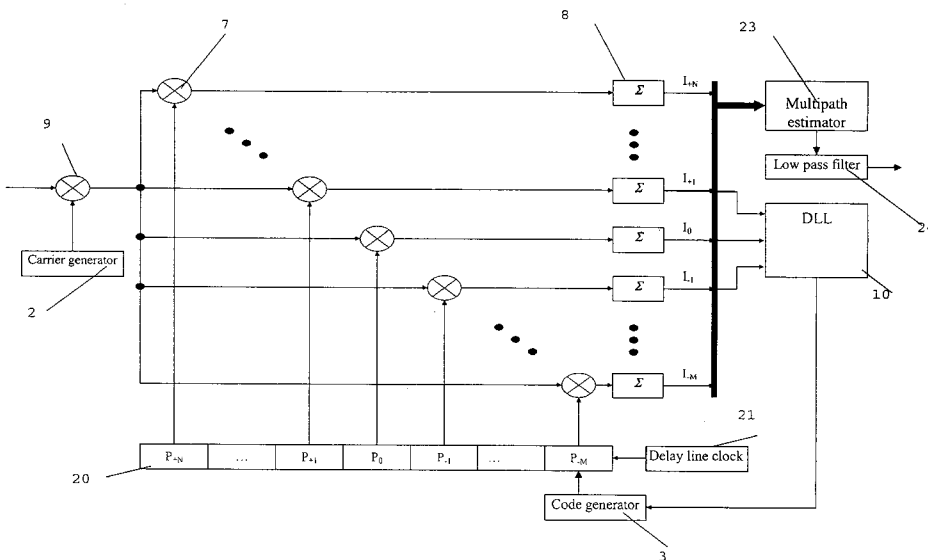 7
8
23
I+N
Σ
Multipath
estimator
9
Low pass filter
I+1
Σ
DLL
I0
Σ
Carrier generator
I-1
Σ
2
10
I-M
Σ
21
P+N
...
P+1
P0
P-1
...
P-M
Delay line clock
20
Code generator
3